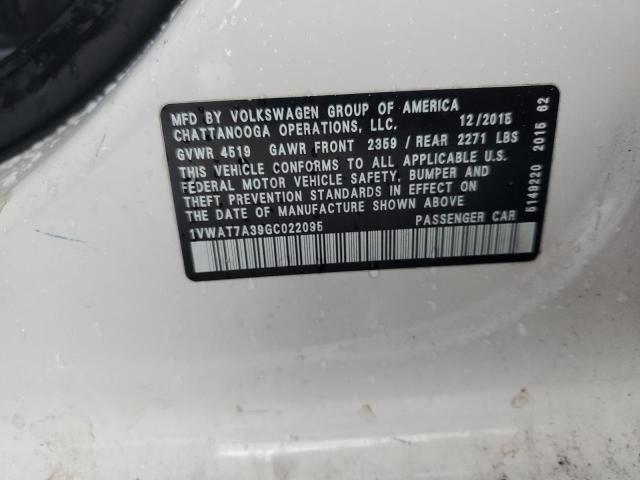 MFD BY VOLKSWAGEN GROUP OF AMERICA
CHATTANOOGA OPERATIONS, LLC. 12/2015
GVWR 4519 GAWR FRONT 2359 / REAR 2271 LBS
THIS VEHICLE CONFORMS TO ALL APPLICABLE U.S.
FEDERAL MOTOR VEHICLE SAFETY, BUMPER AND
THEFT PREVENTION STANDARDS IN EFFECT ON
THE DATE OF MANUFACTURE SHOWN ABOVE
1VWAT7A39GC022095 PASSENGER CAR
5149220 2015 62